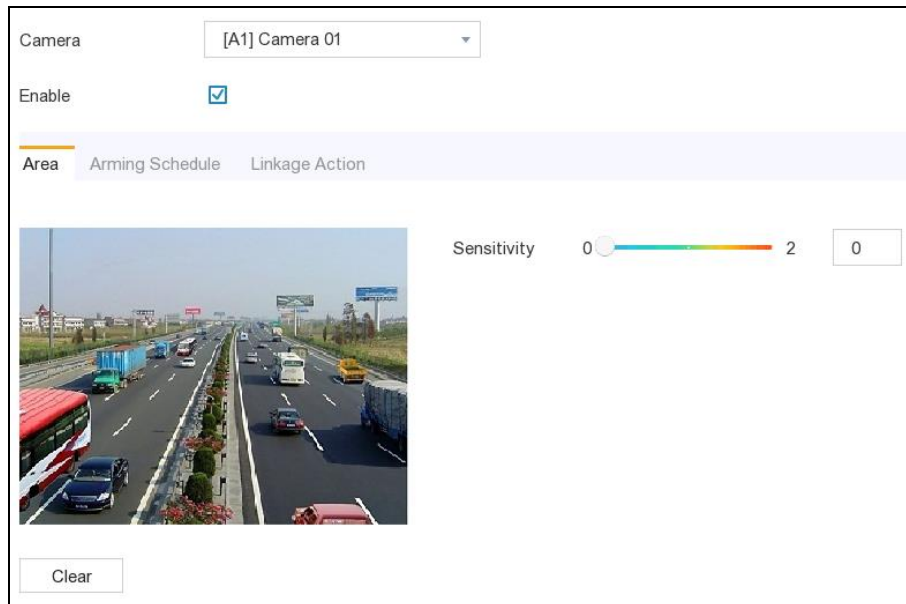 Camera [A1] Camera 01
Enable
Area Arming Schedule Linkage Action
Sensitivity 0 2 0
Clear